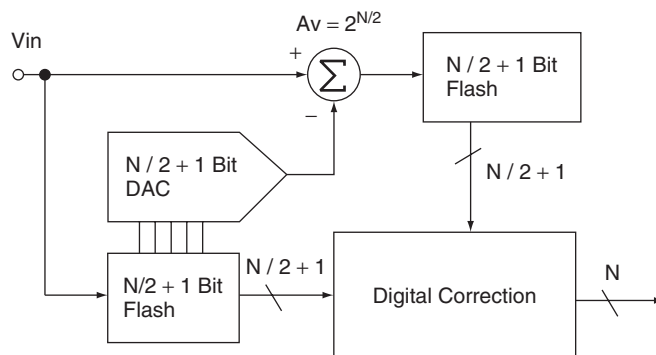 Av = 2^{N/2}
Vin
+
Σ
−
N / 2 + 1 Bit
Flash
N / 2 + 1 Bit
DAC
N / 2 + 1
N/2 + 1 Bit
Flash
N / 2 + 1
Digital Correction
N